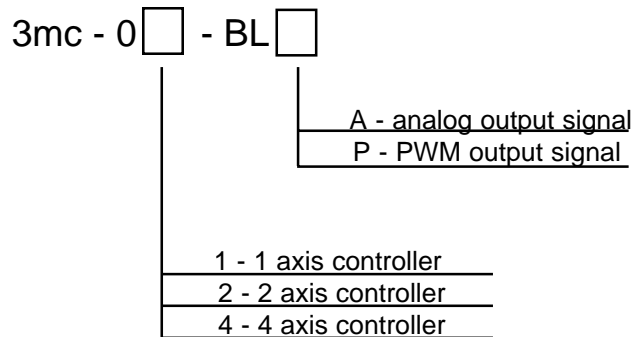 3mc - 0 - BL
A - analog output signal
P - PWM output signal
1 - 1 axis controller
2 - 2 axis controller
4 - 4 axis controller